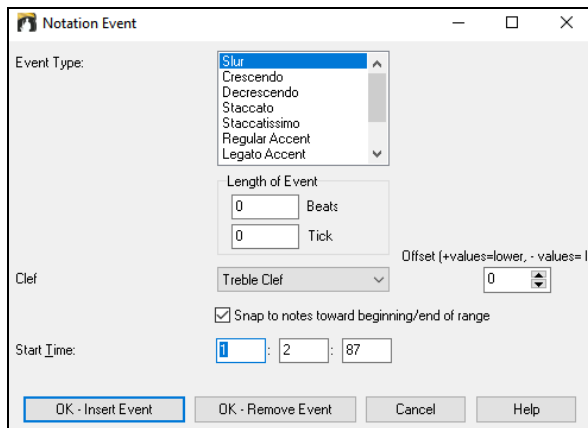 Notation Event
Event Type:
Slur
Crescendo
Decrescendo
Staccato
Staccatissimo
Regular Accent
Legato Accent
Length of Event
0 Beats
0 Tick
Offset (+values=lower, - values=
Clef
Treble Clef
0
Snap to notes toward beginning/end of range
Start Time:
1 : 2 : 87
OK - Insert Event
OK - Remove Event
Cancel
Help